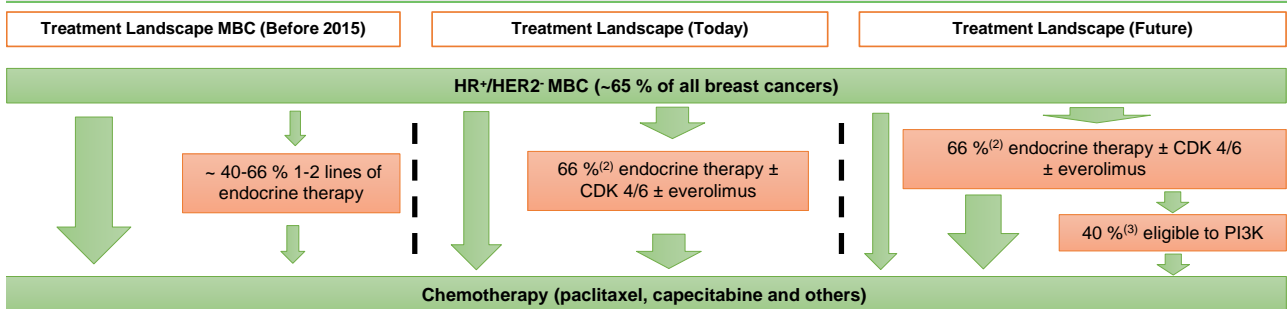 Treatment Landscape MBC (Before 2015)
Treatment Landscape (Today)
Treatment Landscape (Future)
HR⁺/HER2⁻ MBC (~65 % of all breast cancers)
~ 40-66 % 1-2 lines of
endocrine therapy
66 %⁽²⁾ endocrine therapy ±
CDK 4/6 ± everolimus
66 %⁽²⁾ endocrine therapy ± CDK 4/6
± everolimus
40 %⁽³⁾ eligible to PI3K
Chemotherapy (paclitaxel, capecitabine and others)